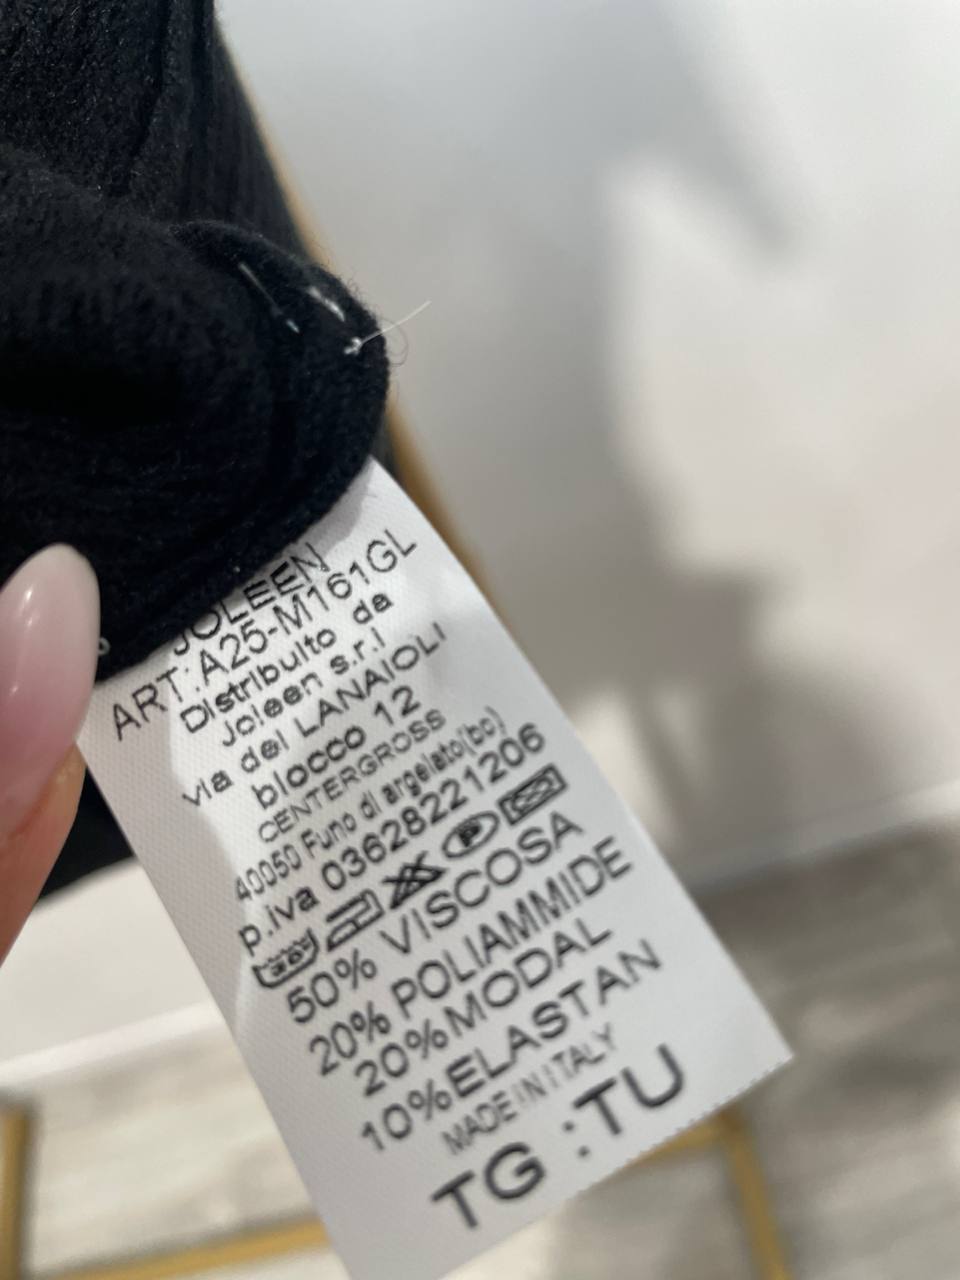 JOLEEN
ART:A25-M161GL
Distribuito da
Joleen s.r.l
via del LANAIOLI
blocco 12
CENTERGROSS
40050 Funo di argelato(bo)
p.iva 03628221206
P
50% VISCOSA
20% POLIAMMIDE
20%MODAL
10%ELASTAN
MADE IN ITALY
TG :TU